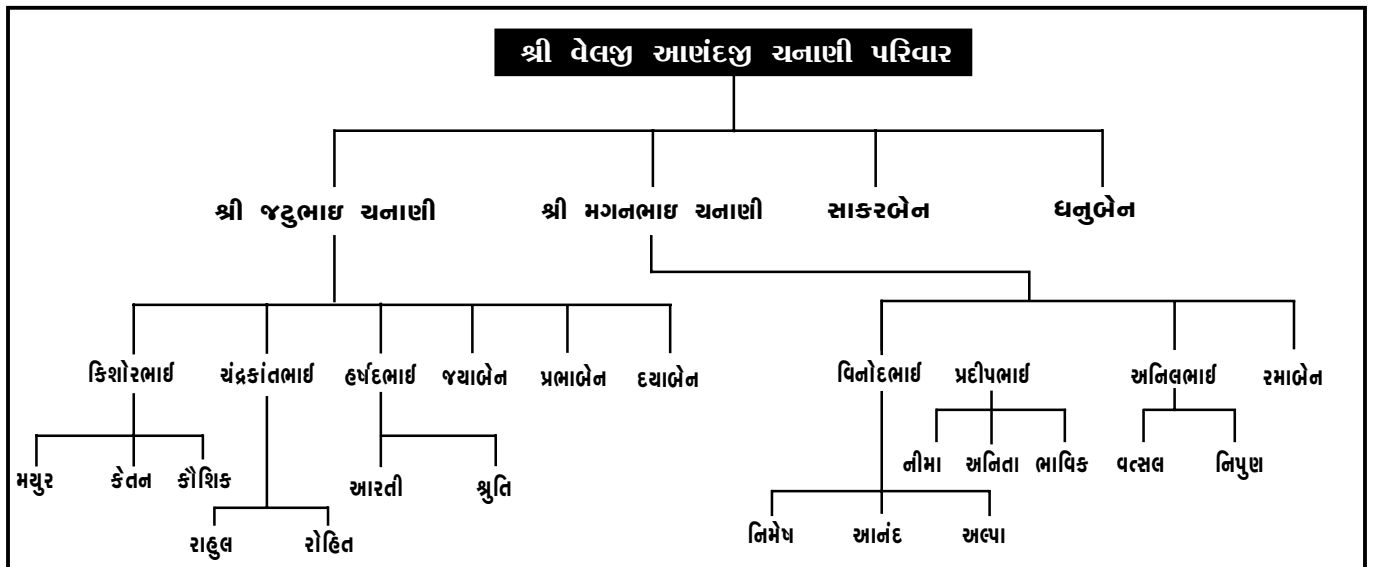 શ્રી વેલજી આણંદજી ચનાણી પરિવાર
શ્રી જટુભાઇ ચનાણી શ્રી મગનભાઇ ચનાણી સાકરબેન ધનુબેન
કિશોરભાઈ ચંદ્રકાંતભાઈ હર્ષદભાઈ જયાબેન પ્રભાબેન દયાબેન વિનોદભાઈ પ્રદીપભાઈ અનિલભાઈ રમાબેન
મયુર કેતન કૌશિક આરતી શ્રુતિ નીમા અનિતા ભાવિક વત્સલ નિપુણ
રાહુલ રોહિત નિમેષ આનંદ અલ્પા